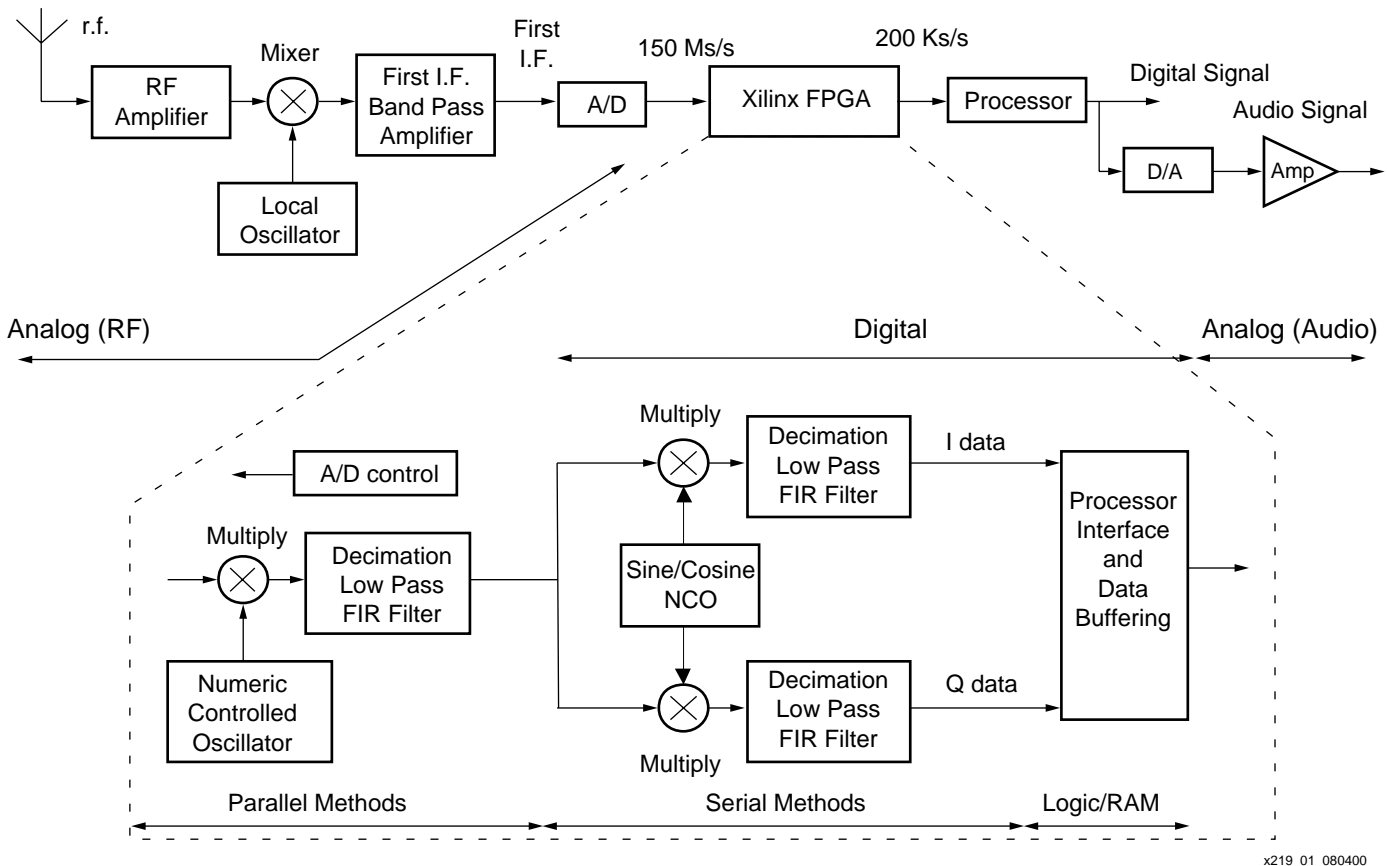 r.f.
Mixer
First
I.F.
150 Ms/s
200 Ks/s
RF
Amplifier
First I.F.
Band Pass
Amplifier
A/D
Xilinx FPGA
Processor
Digital Signal
Audio Signal
D/A
Amp
Local
Oscillator
Analog (RF)
Digital
Analog (Audio)
A/D control
Multiply
Decimation
Low Pass
FIR Filter
Numeric
Controlled
Oscillator
Multiply
Decimation
Low Pass
FIR Filter
I data
Sine/Cosine
NCO
Multiply
Decimation
Low Pass
FIR Filter
Q data
Processor
Interface
and
Data
Buffering
Parallel Methods
Serial Methods
Logic/RAM
x219_01_080400